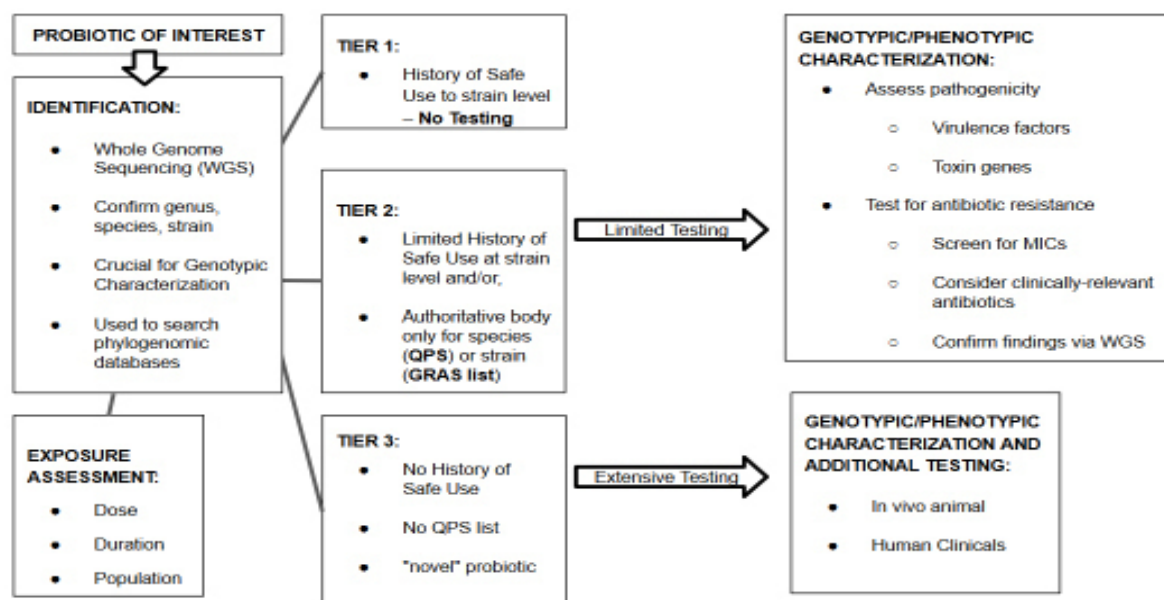 PROBIOTIC OF INTEREST
IDENTIFICATION:
● Whole Genome
Sequencing (WGS)
● Confirm genus,
species, strain
● Crucial for Genotypic
Characterization
● Used to search
phylogenomic
databases
EXPOSURE
ASSESSMENT:
● Dose
● Duration
● Population
TIER 1:
● History of Safe
Use to strain level
– No Testing
TIER 2:
● Limited History of
Safe Use at strain
level and/or,
● Authoritative body
only for species
(QPS) or strain
(GRAS list)
TIER 3:
● No History of
Safe Use
● No QPS list
● "novel" probiotic
Limited Testing
Extensive Testing
GENOTYPIC/PHENOTYPIC
CHARACTERIZATION:
● Assess pathogenicity
○ Virulence factors
○ Toxin genes
● Test for antibiotic resistance
○ Screen for MICs
○ Consider clinically-relevant
antibiotics
○ Confirm findings via WGS
GENOTYPIC/PHENOTYPIC
CHARACTERIZATION AND
ADDITIONAL TESTING:
● In vivo animal
● Human Clinicals